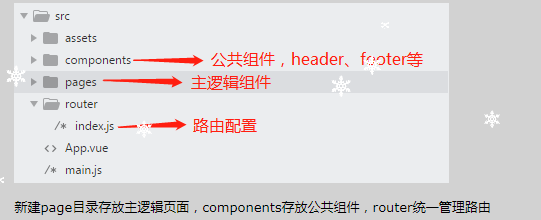 src
assets
components 公共组件，header、footer等
pages 主逻辑组件
router
/* index.js 路由配置
<> App.vue
/* main.js
新建page目录存放主逻辑页面，components存放公共组件，router统一管理路由